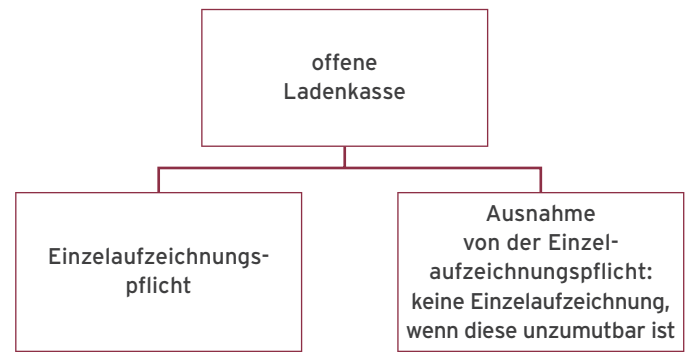 offene
Ladenkasse
Einzelaufzeichnungs-
pflicht
Ausnahme
von der Einzel-
aufzeichnungspflicht:
keine Einzelaufzeichnung,
wenn diese unzumutbar ist